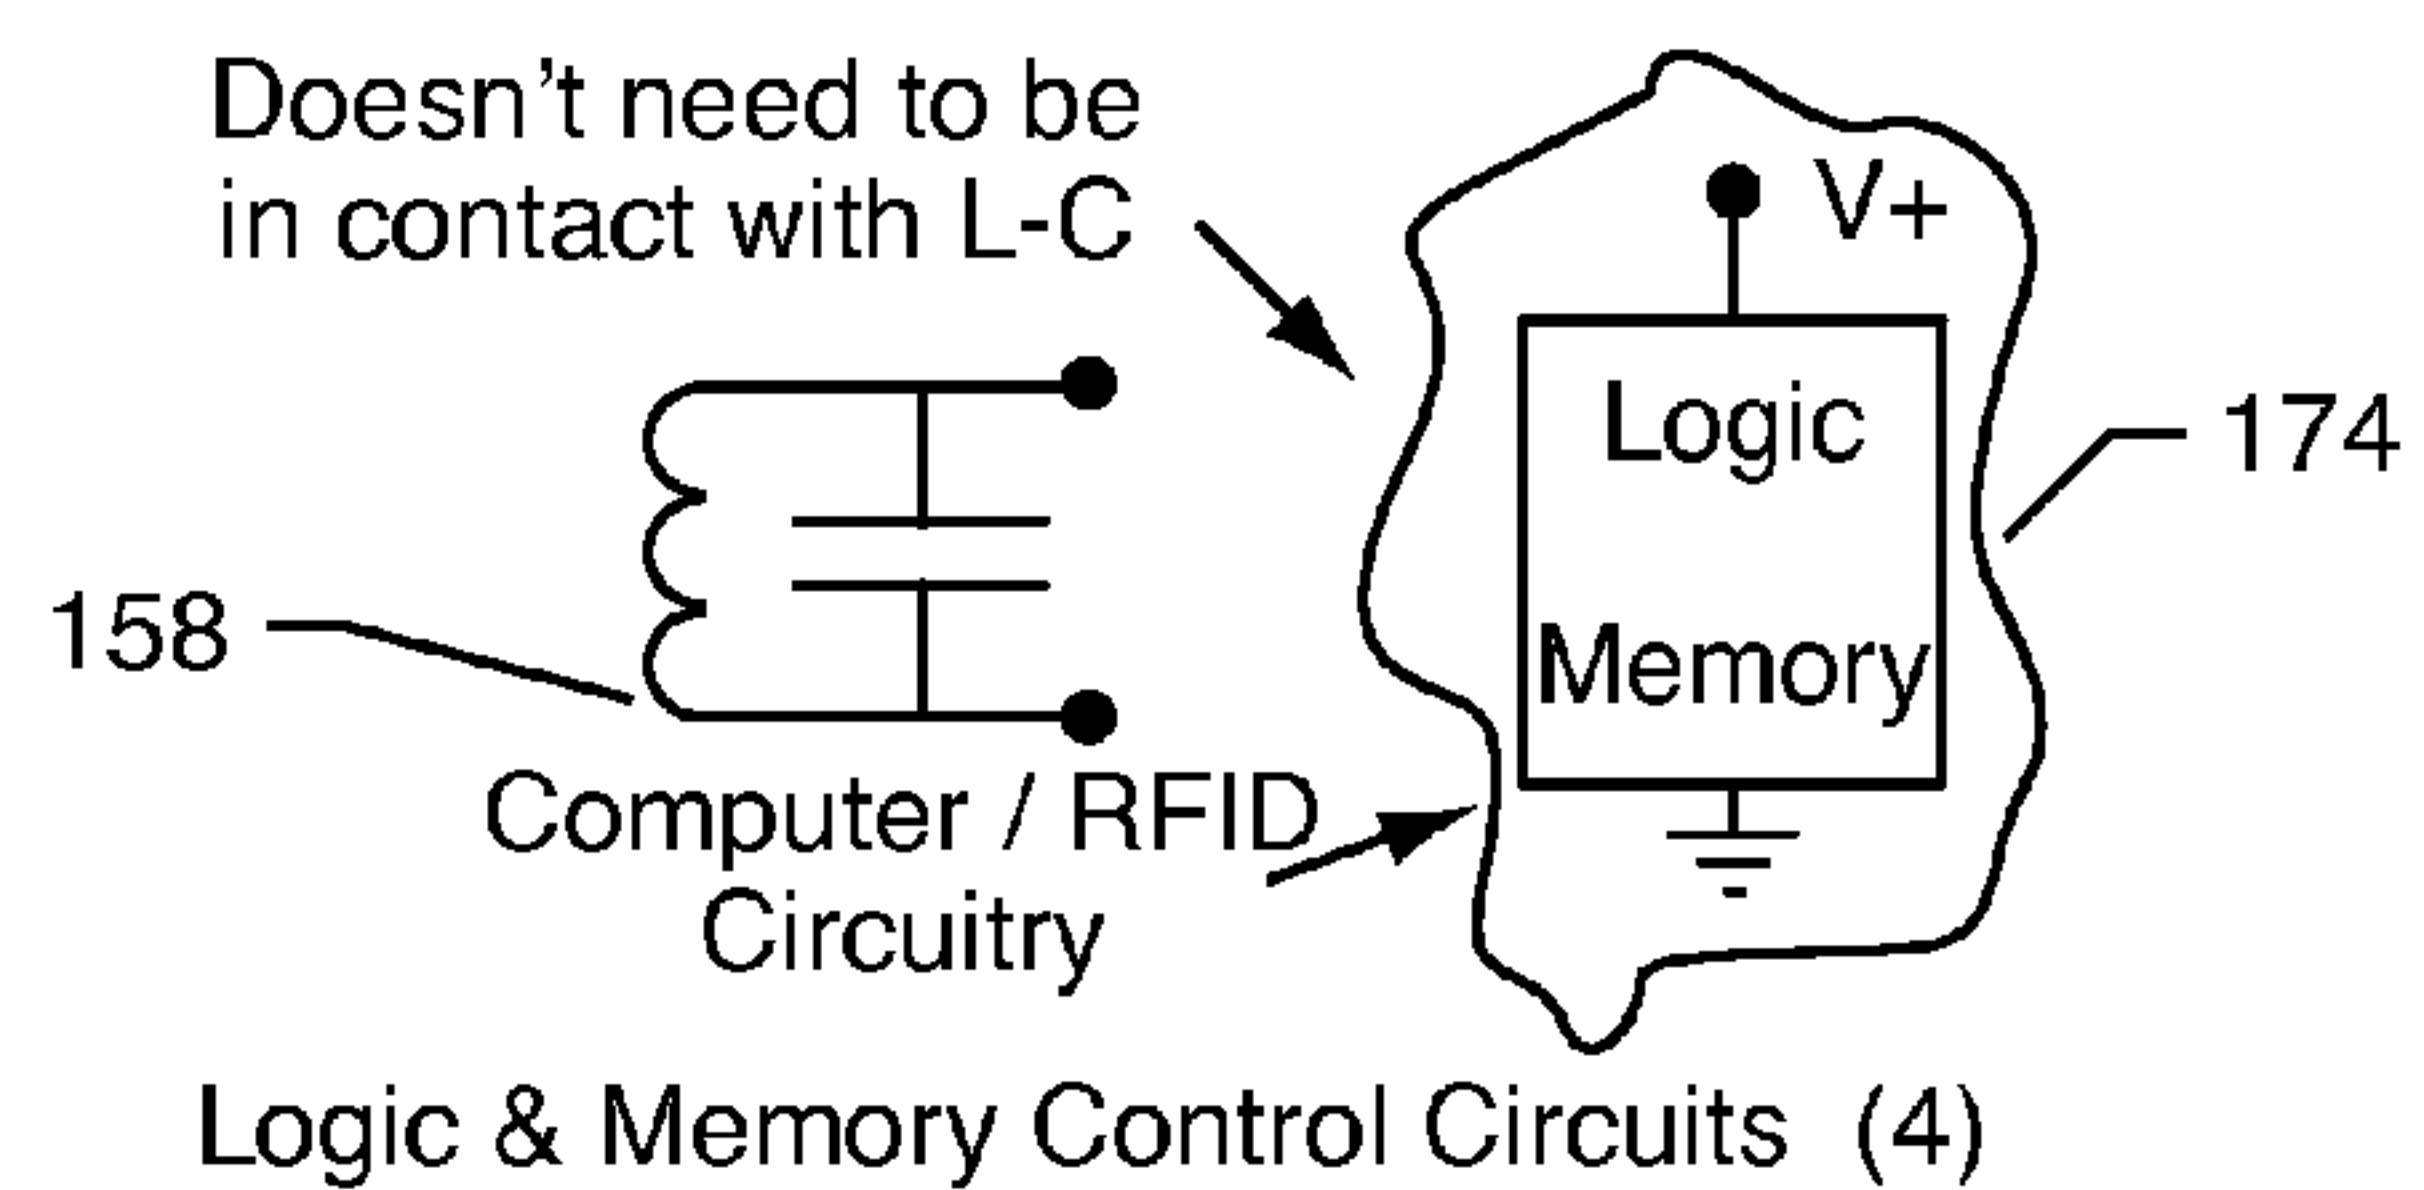 Doesn't need to be
in contact with L-C
V+
Logic
174
Memory
158
Computer / RFID
Circuitry
Logic & Memory Control Circuits (4)